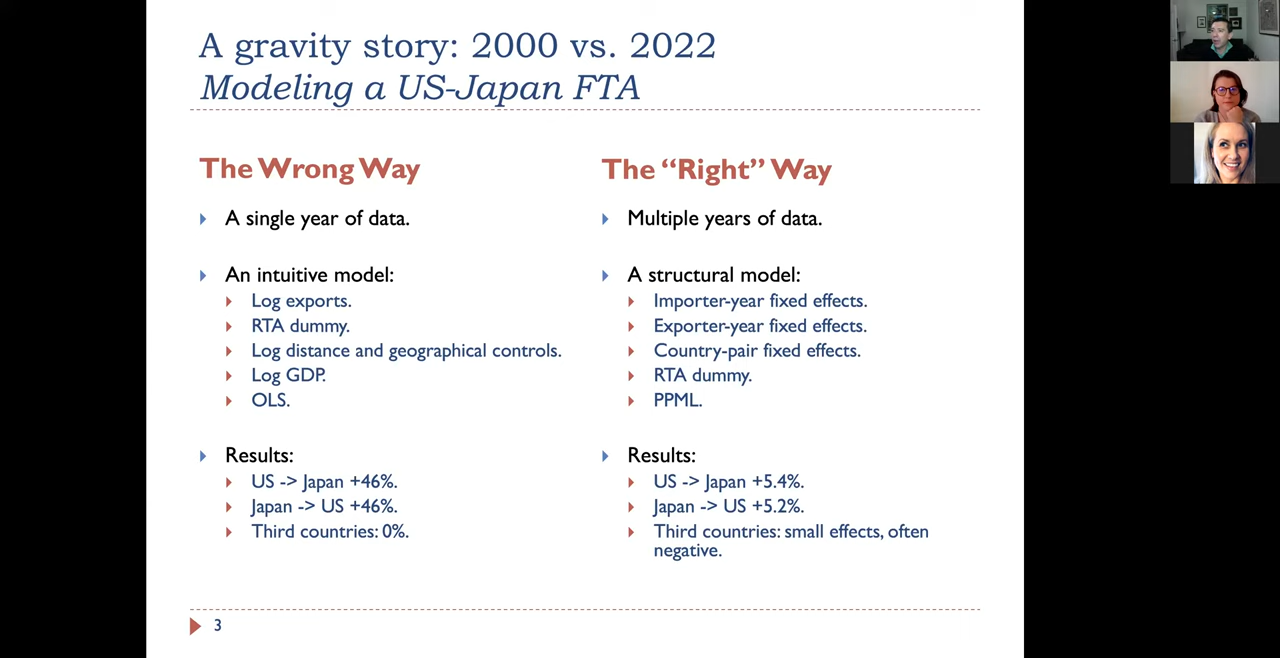 A gravity story: 2000 vs. 2022
Modeling a US-Japan FTA
The Wrong Way
A single year of data.
An intuitive model:
Log exports.
RTA dummy.
Log distance and geographical controls.
Log GDP.
OLS.
Results:
US -> Japan +46%.
Japan -> US +46%.
Third countries: 0%.
The “Right” Way
Multiple years of data.
A structural model:
Importer-year fixed effects.
Exporter-year fixed effects.
Country-pair fixed effects.
RTA dummy.
PPML.
Results:
US -> Japan +5.4%.
Japan -> US +5.2%.
Third countries: small effects, often
negative.
3